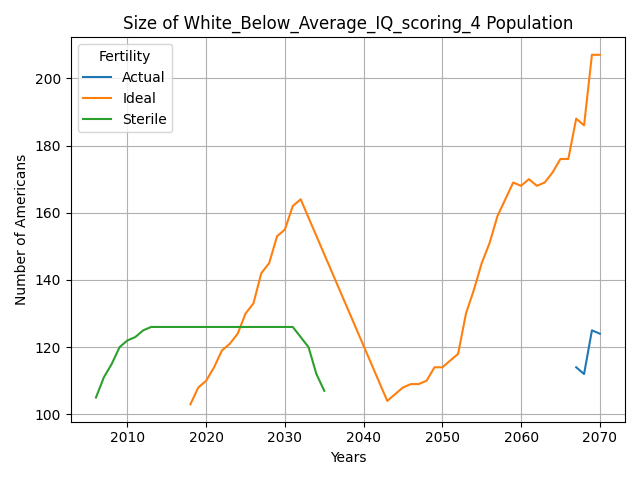 Size of White_Below_Average_IQ_scoring_4 Population
Fertility
Actual
Ideal
Sterile
Number of Americans
200
180
160
140
120
100
2010
2020
2030
2040
2050
2060
2070
Years